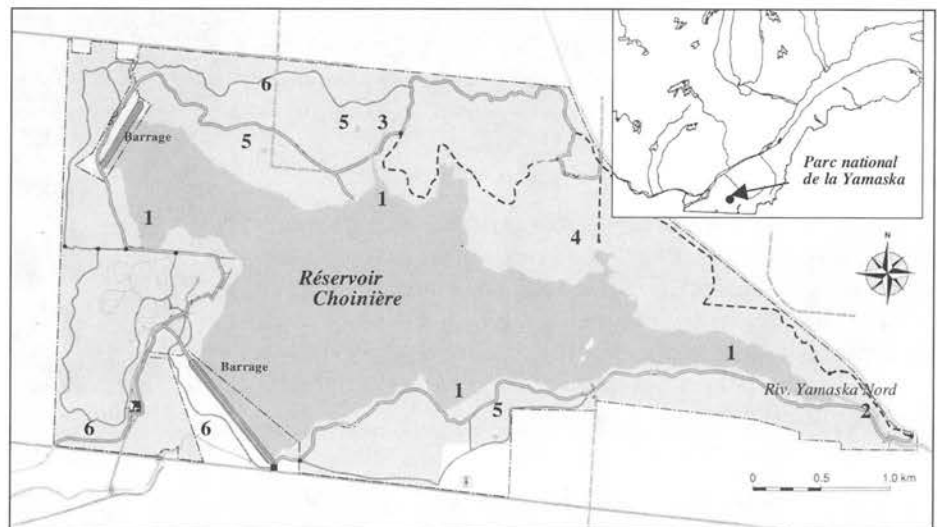 6
5
3
Barrage
5
Parc national
de la Yamaska
1
1
4
N
Réservoir
Choinière
Barrage
1
1
Riv. Yamaska Nord
5
2
6
6
0 0.5 1.0 km